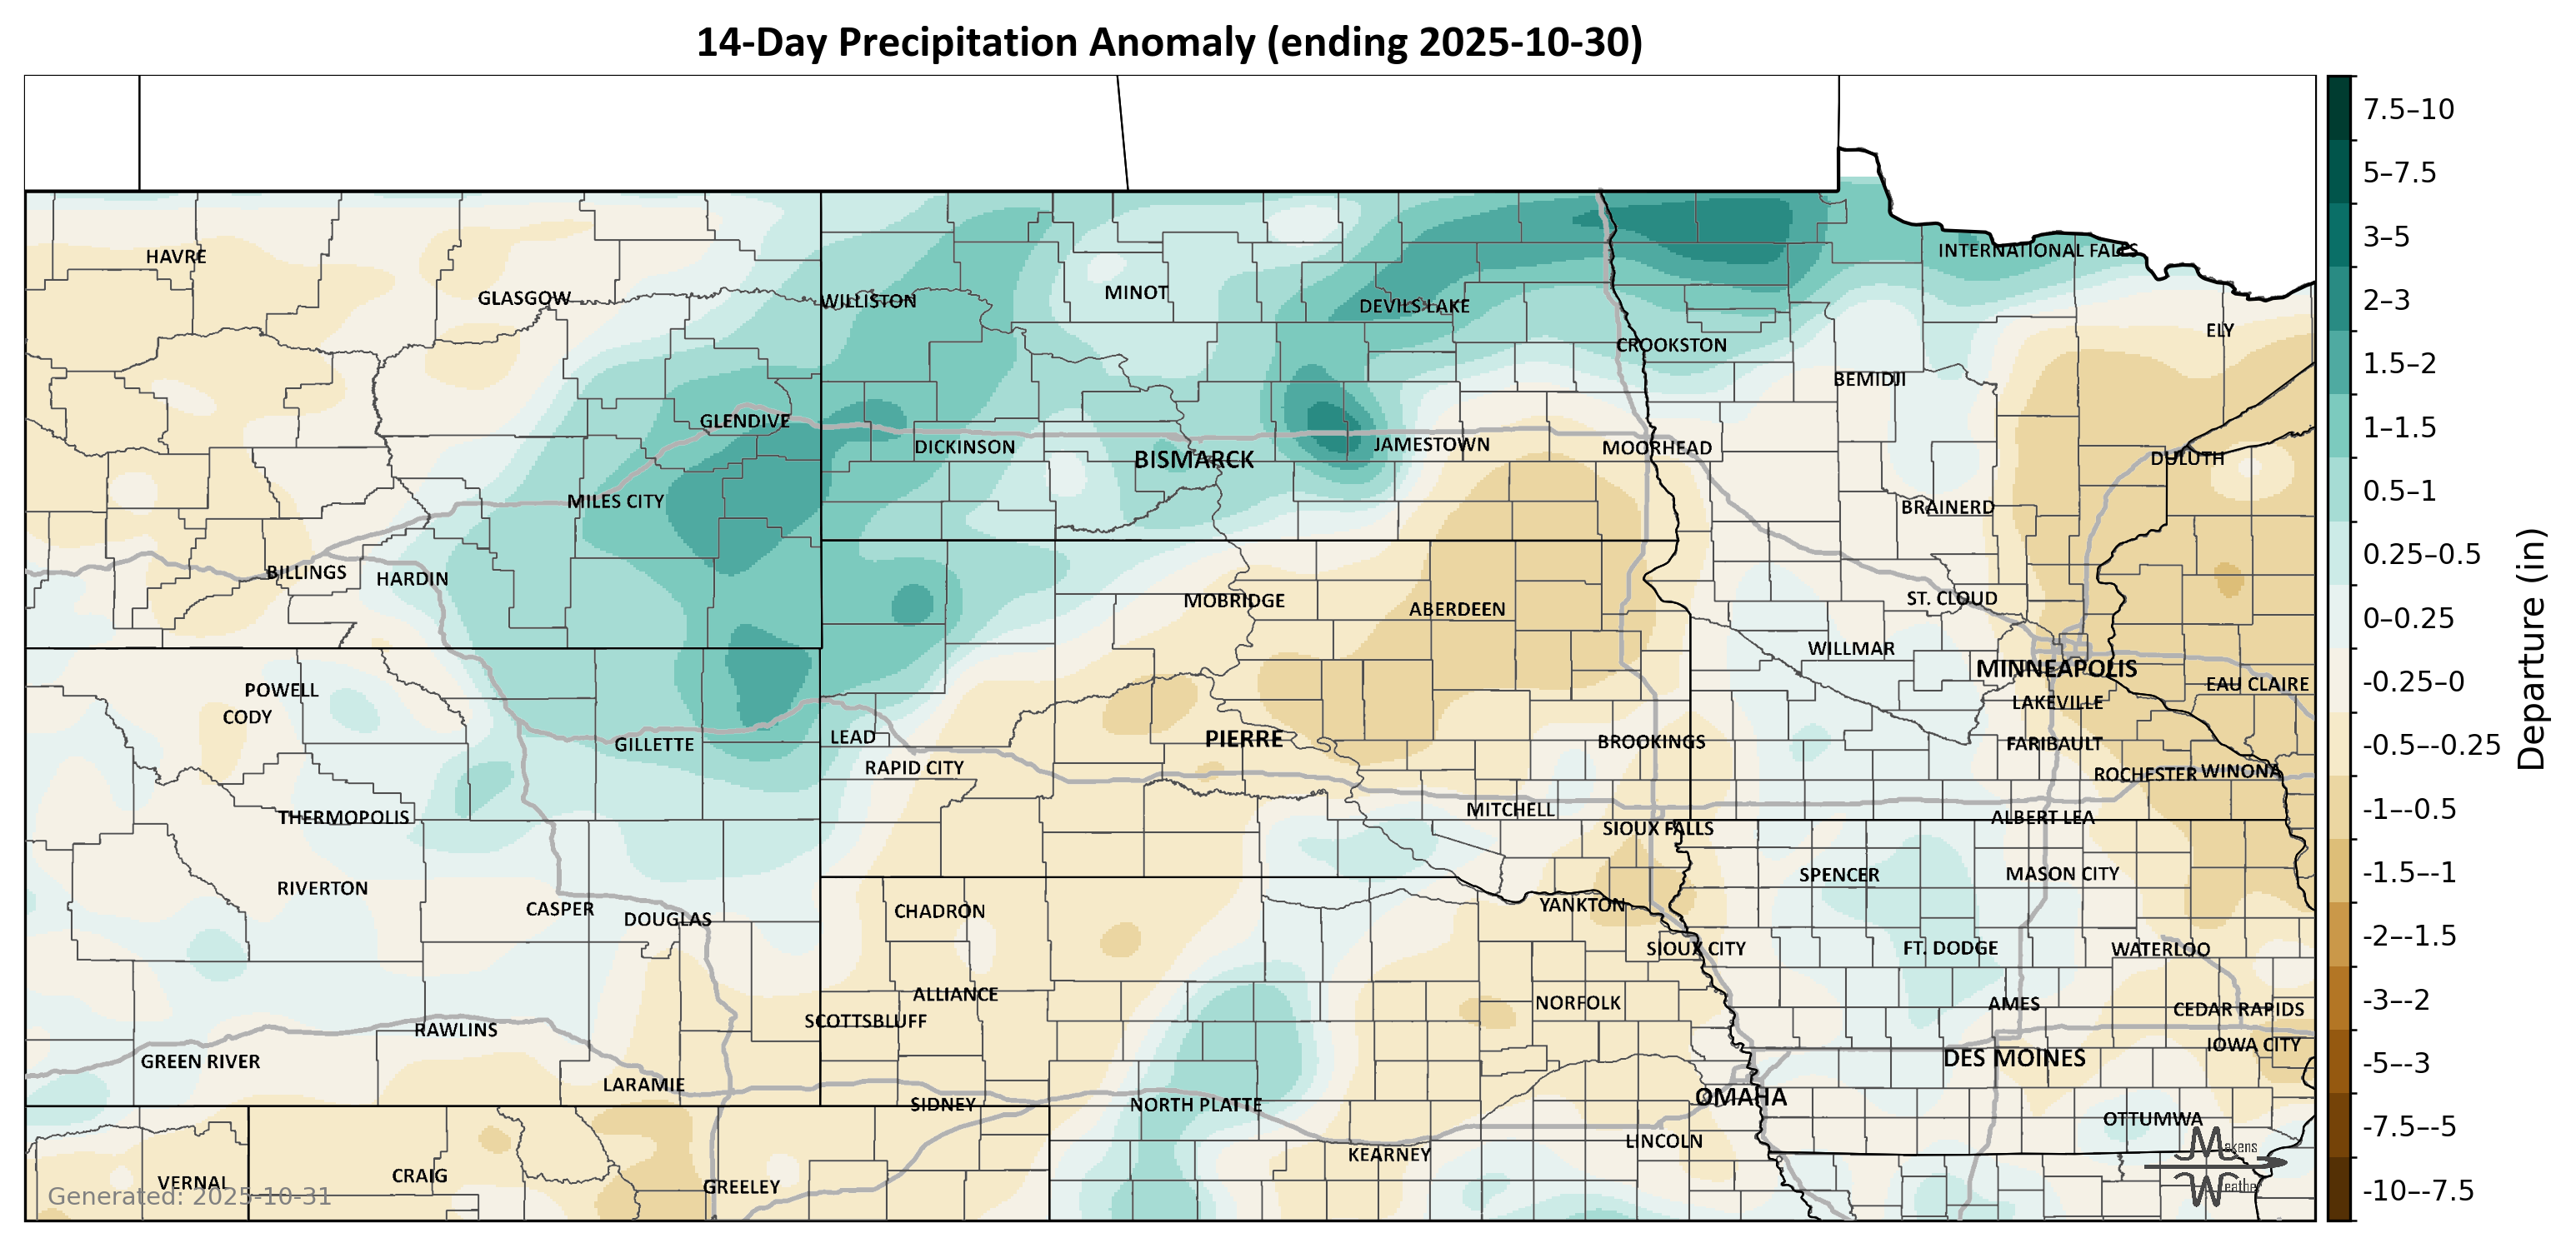 14-Day Precipitation Anomaly (ending 2025-10-30)
7.5–10
5–7.5
3–5
2–3
1.5–2
1–1.5
0.5–1
0.25–0.5
0–0.25
-0.25–0
-0.5–-0.25
-1–-0.5
-1.5–-1
-2–-1.5
-3–-2
-5–-3
-7.5–-5
-10–-7.5
Departure (in)
HAVRE
INTERNATIONAL FALLS
GLASGOW
WILLISTON
MINOT
DEVILS LAKE
ELY
CROOKSTON
BEMIDJI
GLENDIVE
DICKINSON
BISMARCK
JAMESTOWN
MOORHEAD
DULUTH
MILES CITY
BRAINERD
BILLINGS
HARDIN
MOBRIDGE
ABERDEEN
ST. CLOUD
WILLMAR
MINNEAPOLIS
POWELL
EAU CLAIRE
CODY
LAKEVILLE
GILLETTE
LEAD
PIERRE
BROOKINGS
FARIBAULT
RAPID CITY
ROCHESTER
WINONA
THERMOPOLIS
MITCHELL
ALBERT LEA
SIOUX FALLS
RIVERTON
SPENCER
MASON CITY
CASPER
DOUGLAS
CHADRON
YANKTON
SIOUX CITY
FT. DODGE
WATERLOO
ALLIANCE
NORFOLK
AMES
CEDAR RAPIDS
SCOTTSBLUFF
RAWLINS
IOWA CITY
GREEN RIVER
DES MOINES
LARAMIE
OMAHA
SIDNEY
NORTH PLATTE
OTTUMWA
LINCOLN
KEARNEY
Makens
Weather
VERNAL
CRAIG
GREELEY
Generated: 2025-10-31